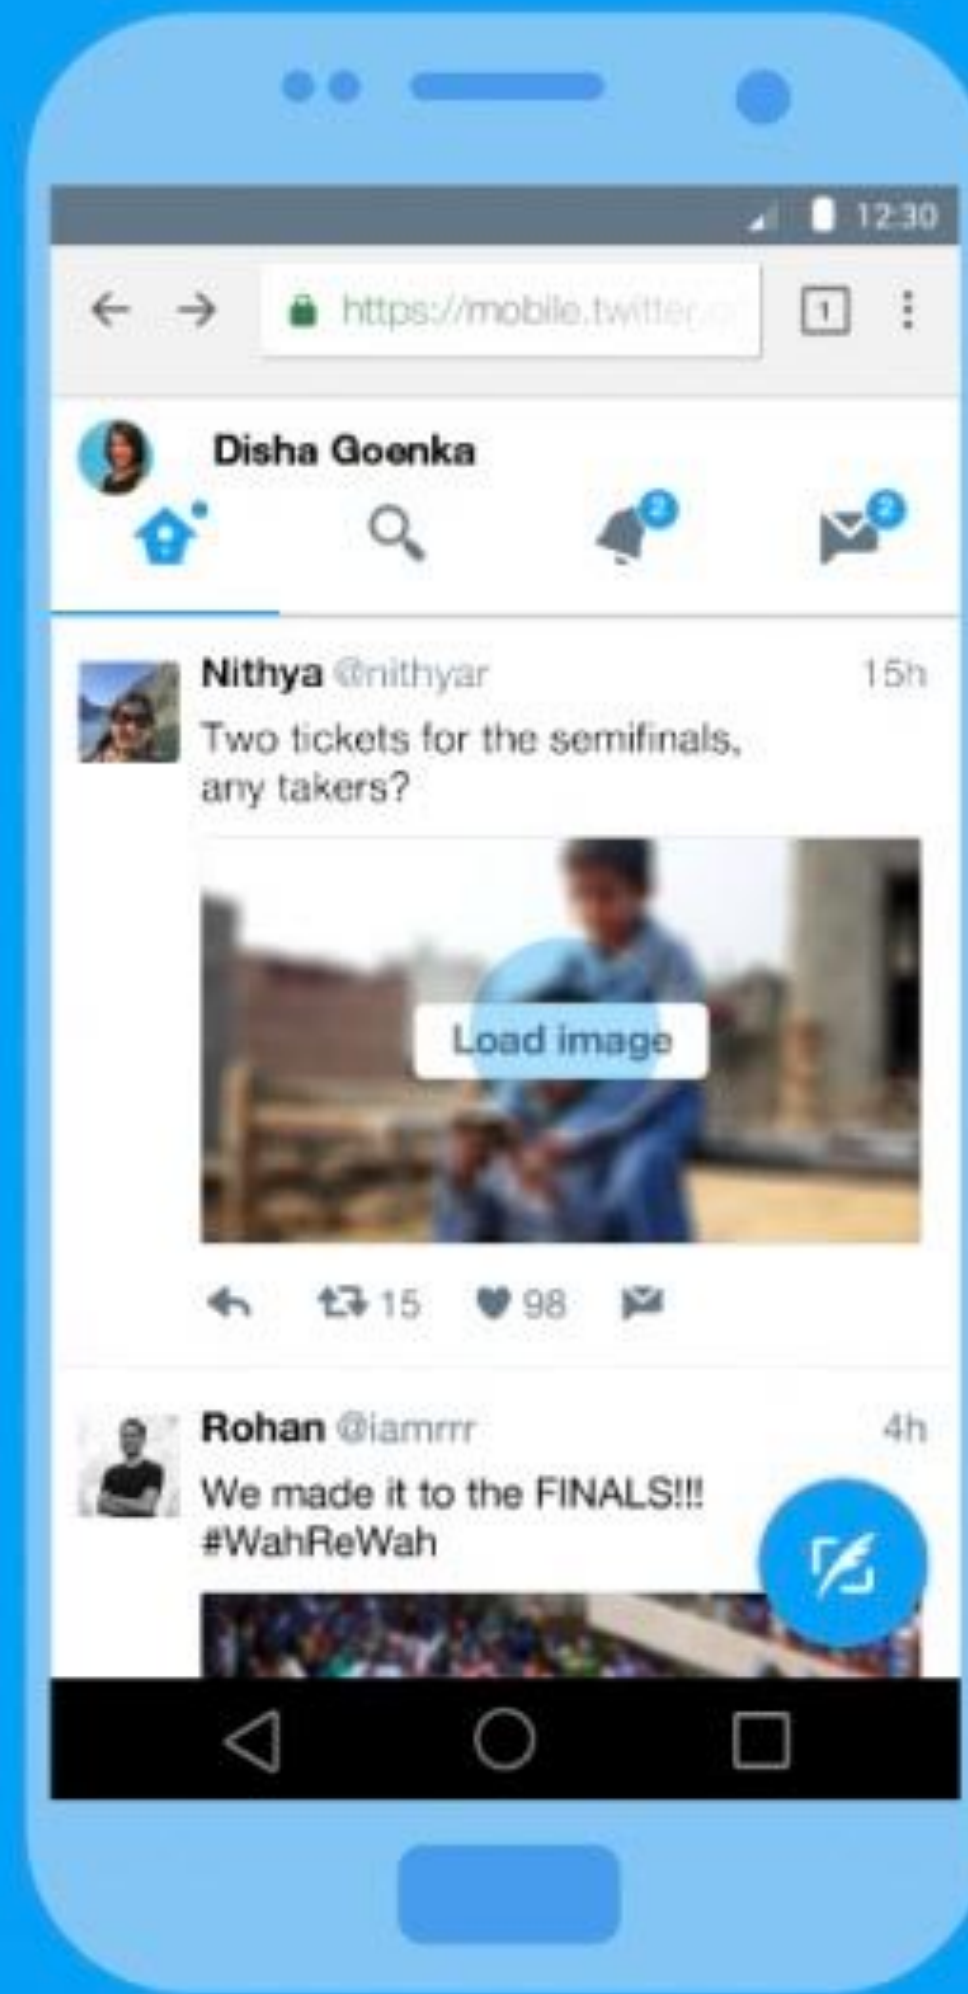 12:30
https://mobile.twitter.
1
Disha Goenka
2
2
Nithya @nithyar 15h
Two tickets for the semifinals,
any takers?
Load image
15 98
Rohan @iamrrr 4h
We made it to the FINALS!!!
#WahReWah